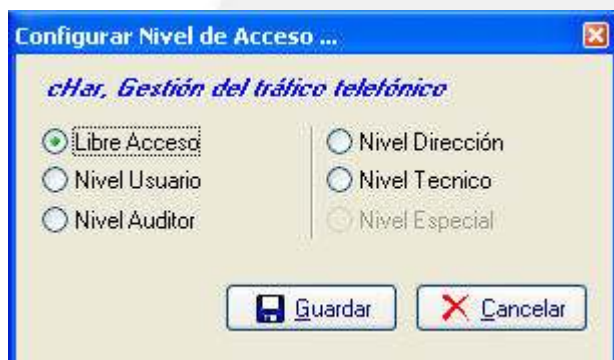 Configurar Nivel de Acceso ...
cHar, Gestión del tráfico telefónico
Libre Acceso
Nivel Usuario
Nivel Auditor
Nivel Dirección
Nivel Tecnico
Nivel Especial
Guardar
Cancelar